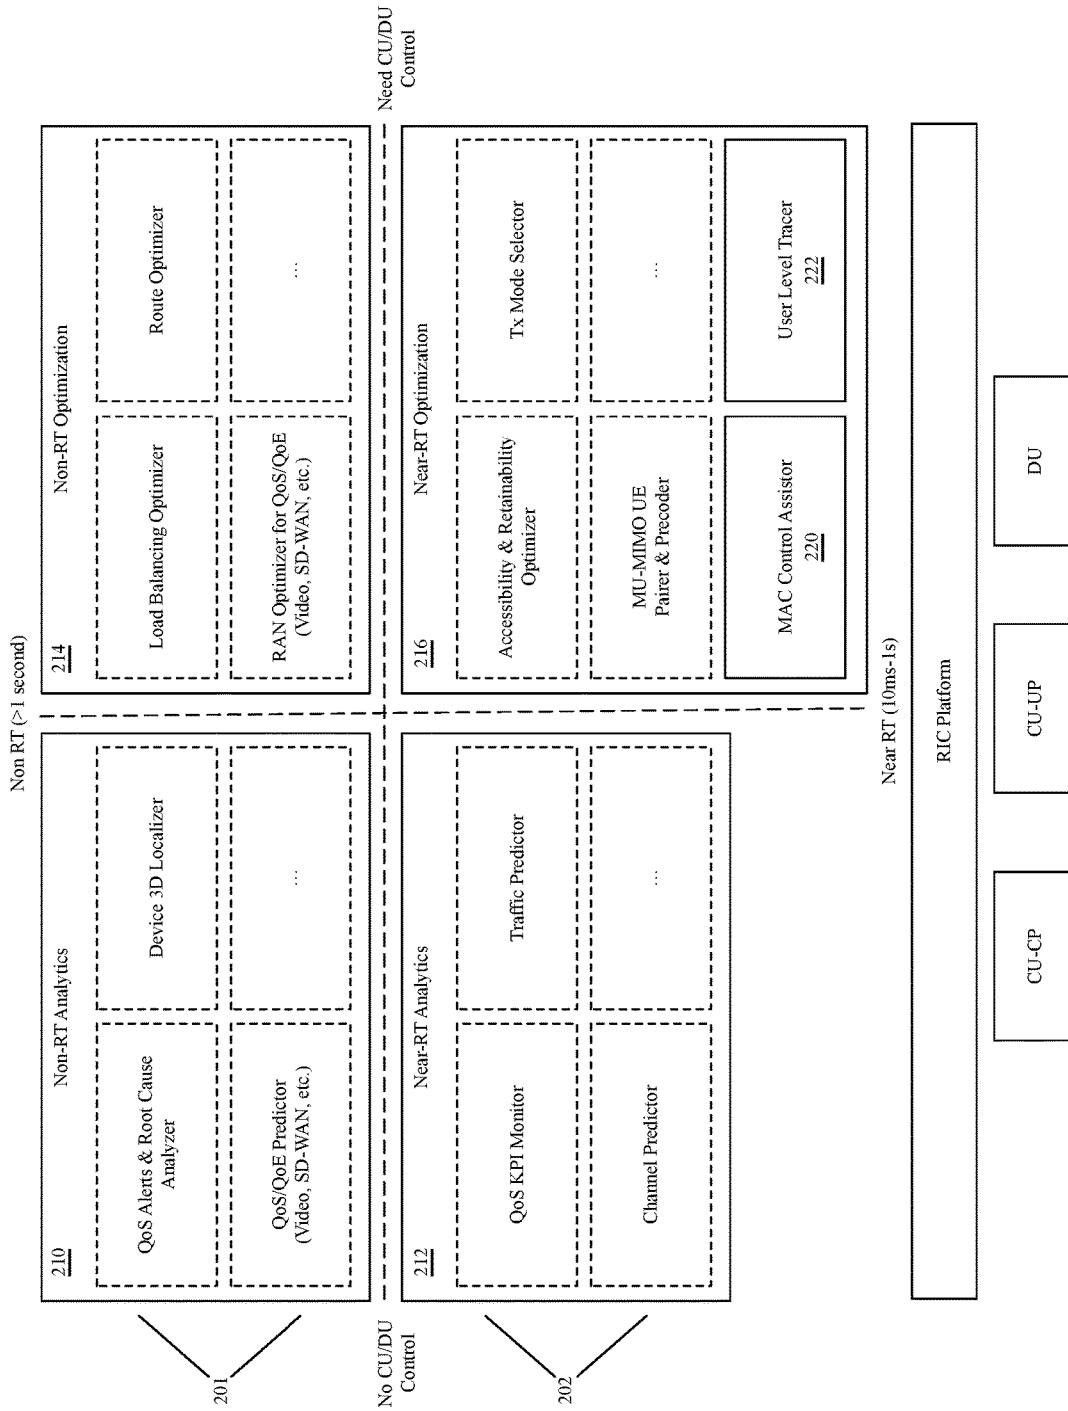 Non RT (>1 second)
Non-RT Analytics
210
QoS Alerts & Root Cause
Analyzer
Device 3D Localizer
QoS/QoE Predictor
(Video, SD-WAN, etc.)
...
Non-RT Optimization
214
Load Balancing Optimizer
Route Optimizer
RAN Optimizer for QoS/QoE
(Video, SD-WAN, etc.)
...
201
No CU/DU
Control
Need CU/DU
Control
Near-RT Analytics
212
QoS KPI Monitor
Traffic Predictor
Channel Predictor
...
202
Near-RT Optimization
216
Accessibility & Retainability
Optimizer
Tx Mode Selector
MU-MIMO UE
Pairer & Precoder
...
MAC Control Assistor
220
User Level Tracer
222
Near RT (10ms-1s)
RIC Platform
CU-CP
CU-UP
DU